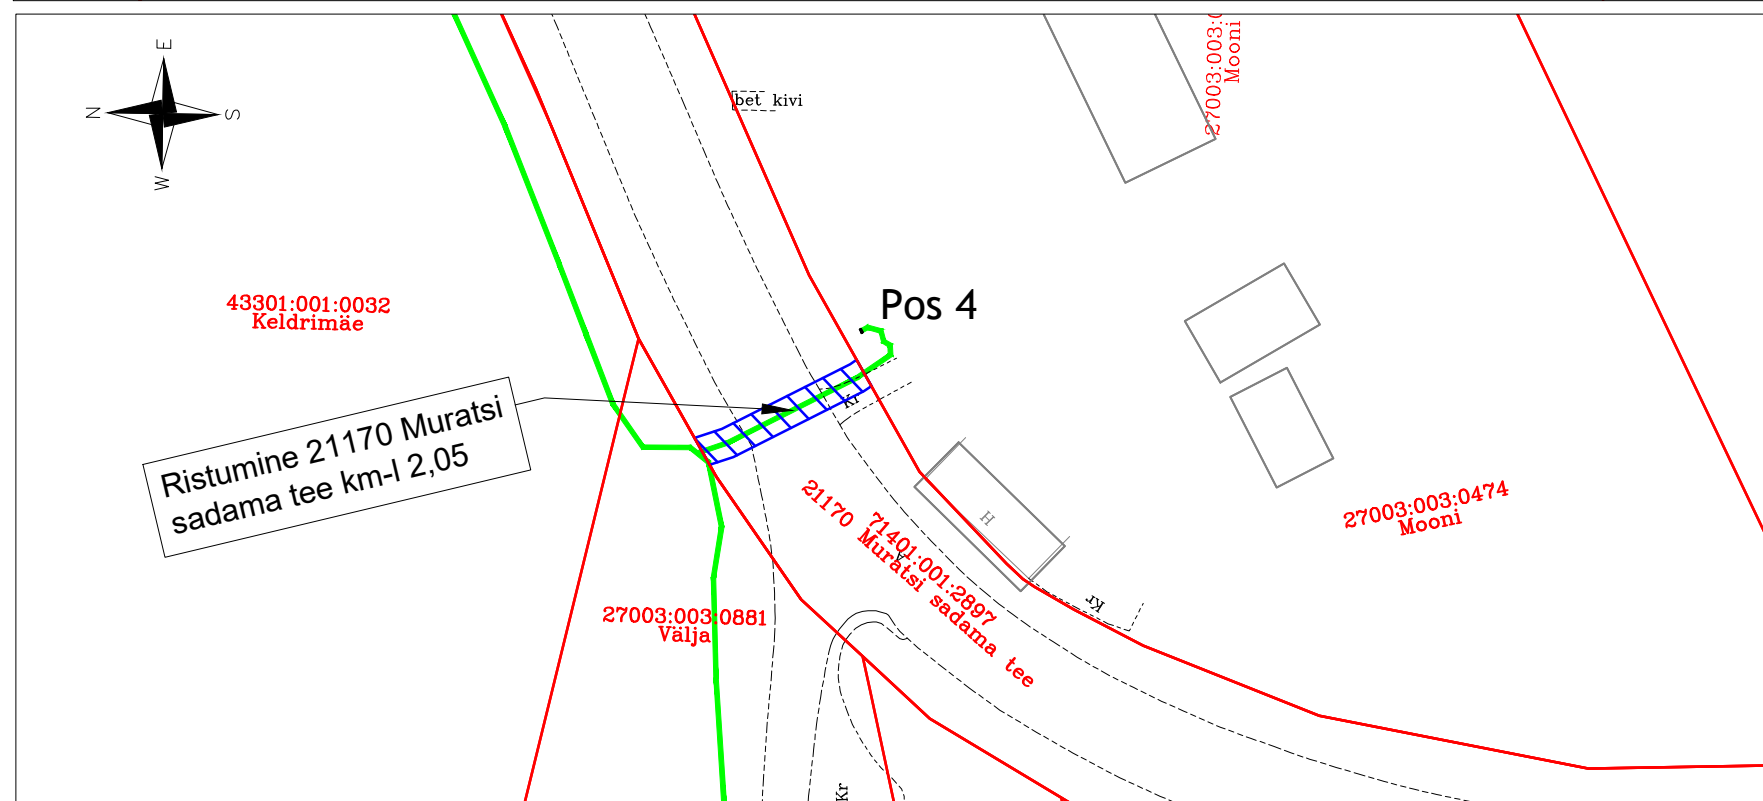 E
N
S
W
bet kivi
27003:003:0
Mooni
Pos 4
43301:001:0032
Keldrimäe
Ristumine 21170 Muratsi
sadama tee km-l 2,05
Kr
H
27003:003:0474
Mooni
71401:001:2897
21170 Muratsi sadama tee
A
Kr
27003:003:0881
Välja
Kr